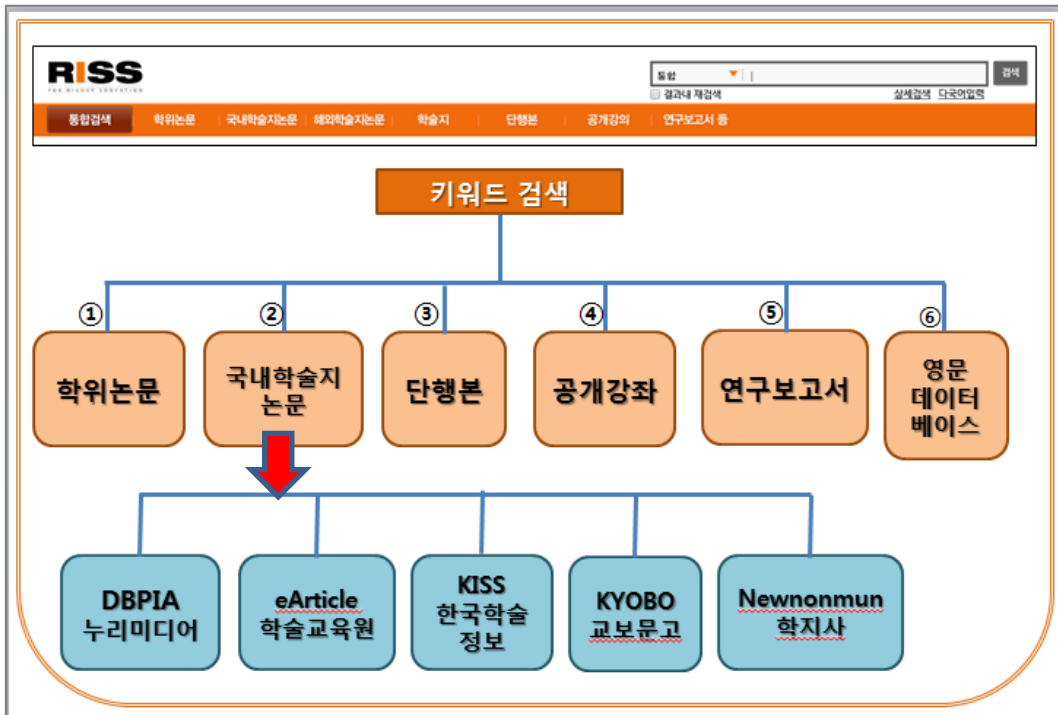 RISS
FOR HIGHER EDUCATION
통합
검색
결과내 재검색
상세검색 다국어입력
통합검색 학위논문 국내학술지논문 해외학술지논문 학술지 단행본 공개강의 연구보고서 등
키워드 검색
①
②
③
④
⑤
⑥
학위논문
국내학술지
논문
단행본
공개강좌
연구보고서
영문
데이터
베이스
DBPIA
누리미디어
eArticle
학술교육원
KISS
한국학술
정보
KYOBO
교보문고
Newnonmun
학지사